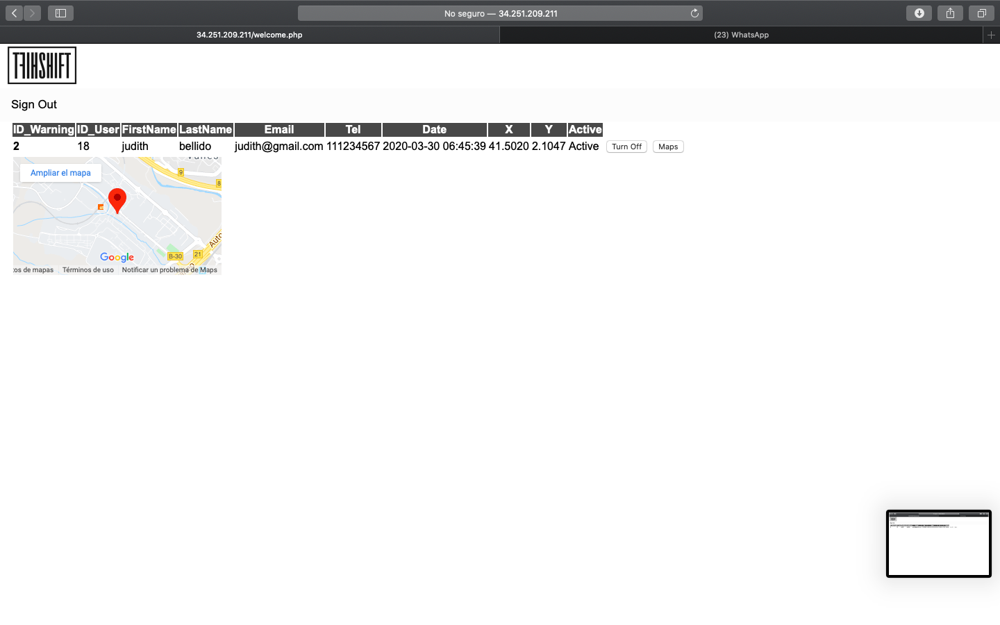 No seguro — 34.251.209.211
34.251.209.211/welcome.php
(23) WhatsApp
Sign Out
ID_Warning ID_User FirstName LastName Email Tel Date X Y Active
2 18 judith bellido judith@gmail.com 111234567 2020-03-30 06:45:39 41.5020 2.1047 Active Turn Off Maps
Ampliar el mapa
9
8
B-30
21
Google
os de mapas Términos de uso Notificar un problema de Maps